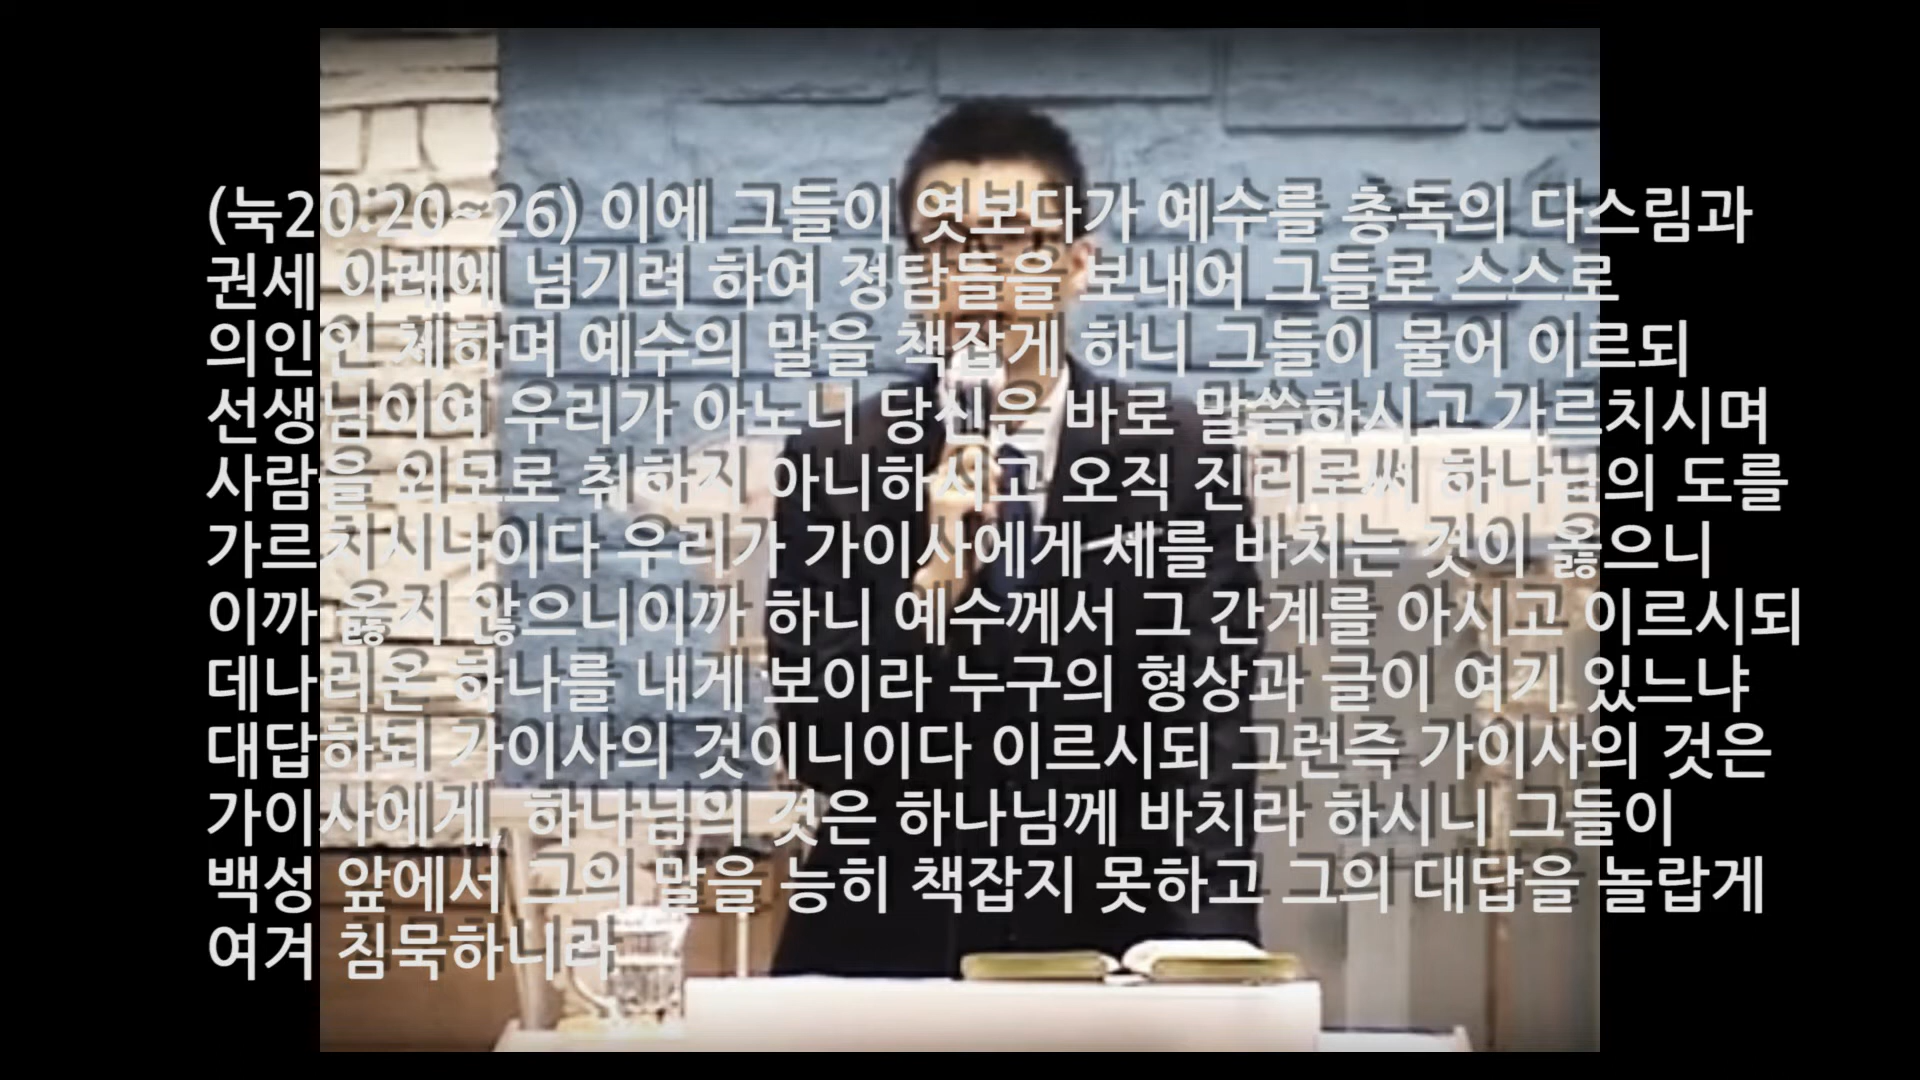 (눅20:20~26) 이에 그들이 엿보다가 예수를 총독의 다스림과
권세 아래에 넘기려 하여 정탐들을 보내어 그들로 스스로
의인인 체하며 예수의 말을 책잡게 하니 그들이 물어 이르되
선생님이여 우리가 아노니 당신은 바로 말씀하시고 가르치시며
사람을 외모로 취하지 아니하시고 오직 진리로써 하나님의 도를
가르치시나이다 우리가 가이사에게 세를 바치는 것이 옳으니
이까 옳지 않으니이까 하니 예수께서 그 간계를 아시고 이르시되
데나리온 하나를 내게 보이라 누구의 형상과 글이 여기 있느냐
대답하되 가이사의 것이니이다 이르시되 그런즉 가이사의 것은
가이사에게, 하나님의 것은 하나님께 바치라 하시니 그들이
백성 앞에서 그의 말을 능히 책잡지 못하고 그의 대답을 놀랍게
여겨 침묵하니라